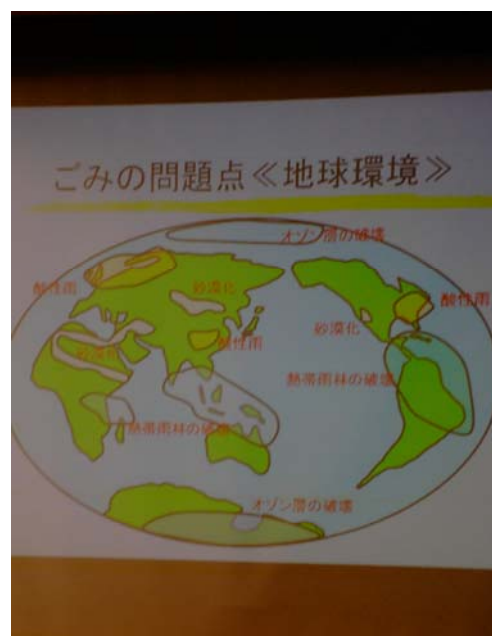 ごみの問題点≪地球環境≫
オゾン層の破壊
酸性雨
砂漠化
酸性雨
砂漠化
酸性雨
砂漠化
熱帯雨林の破壊
熱帯雨林の破壊
オゾン層の破壊